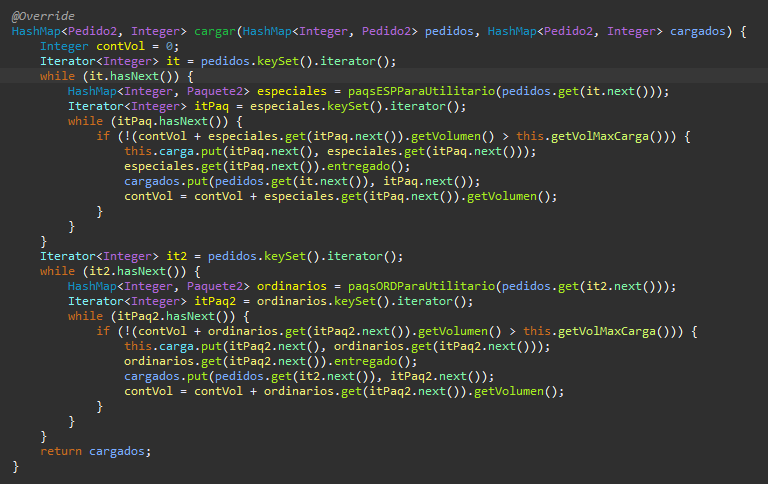 @Override
HashMap<Pedido2, Integer> cargar(HashMap<Integer, Pedido2> pedidos, HashMap<Pedido2, Integer> cargados) {
Integer contVol = 0;
Iterator<Integer> it = pedidos.keySet().iterator();
while (it.hasNext()) {
HashMap<Integer, Paquete2> especiales = paqsESPParaUtilitario(pedidos.get(it.next()));
Iterator<Integer> itPaq = especiales.keySet().iterator();
while (itPaq.hasNext()) {
if (!(contVol + especiales.get(itPaq.next()).getVolumen() > this.getVolMaxCarga())) {
this.carga.put(itPaq.next(), especiales.get(itPaq.next()));
especiales.get(itPaq.next()).entregado();
cargados.put(pedidos.get(it.next()), itPaq.next());
contVol = contVol + especiales.get(itPaq.next()).getVolumen();
}
}
}
Iterator<Integer> it2 = pedidos.keySet().iterator();
while (it2.hasNext()) {
HashMap<Integer, Paquete2> ordinarios = paqsORDParaUtilitario(pedidos.get(it2.next()));
Iterator<Integer> itPaq2 = ordinarios.keySet().iterator();
while (itPaq2.hasNext()) {
if (!(contVol + ordinarios.get(itPaq2.next()).getVolumen() > this.getVolMaxCarga())) {
this.carga.put(itPaq2.next(), ordinarios.get(itPaq2.next()));
ordinarios.get(itPaq2.next()).entregado();
cargados.put(pedidos.get(it2.next()), itPaq2.next());
contVol = contVol + ordinarios.get(itPaq2.next()).getVolumen();
}
}
}
return cargados;
}